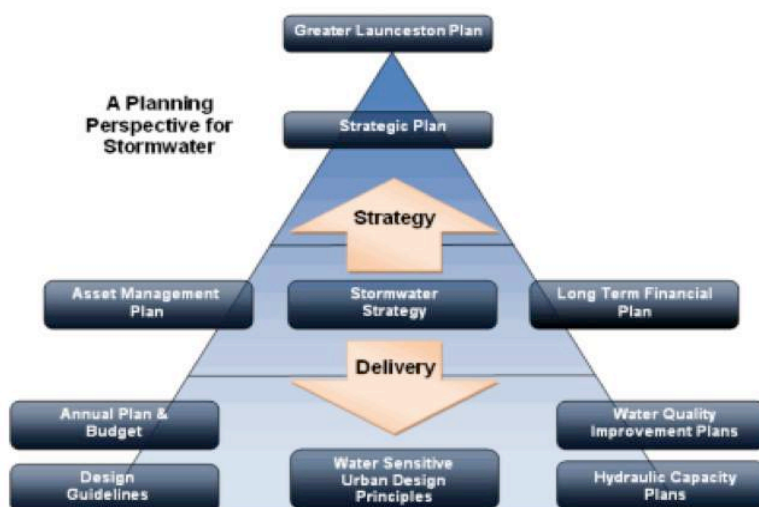 Greater Launceston Plan
A Planning
Perspective for
Stormwater
Strategic Plan
Strategy
Asset Management
Plan
Stormwater
Strategy
Long Term Financial
Plan
Delivery
Annual Plan &
Budget
Water Quality
Improvement Plans
Design
Guidelines
Water Sensitive
Urban Design
Principles
Hydraulic Capacity
Plans